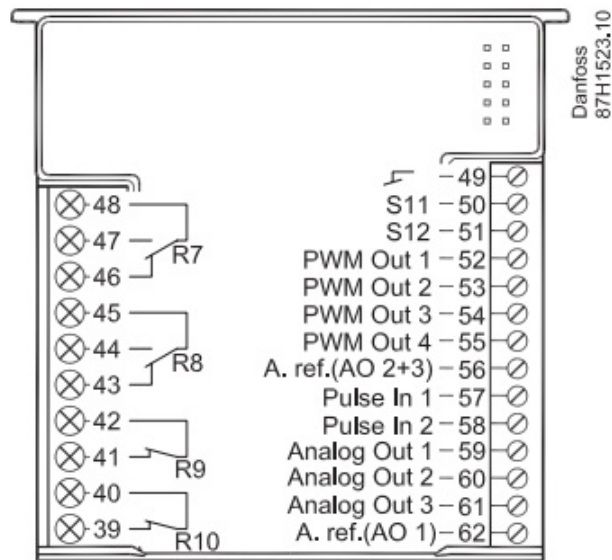 Danfoss
87H1523.10
48
47
R7
46
45
44
R8
43
42
41
R9
40
39
R10
49
S11 50
S12 51
PWM Out 1 52
PWM Out 2 53
PWM Out 3 54
PWM Out 4 55
A. ref.(AO 2+3) 56
Pulse In 1 57
Pulse In 2 58
Analog Out 1 59
Analog Out 2 60
Analog Out 3 61
A. ref.(AO 1) 62